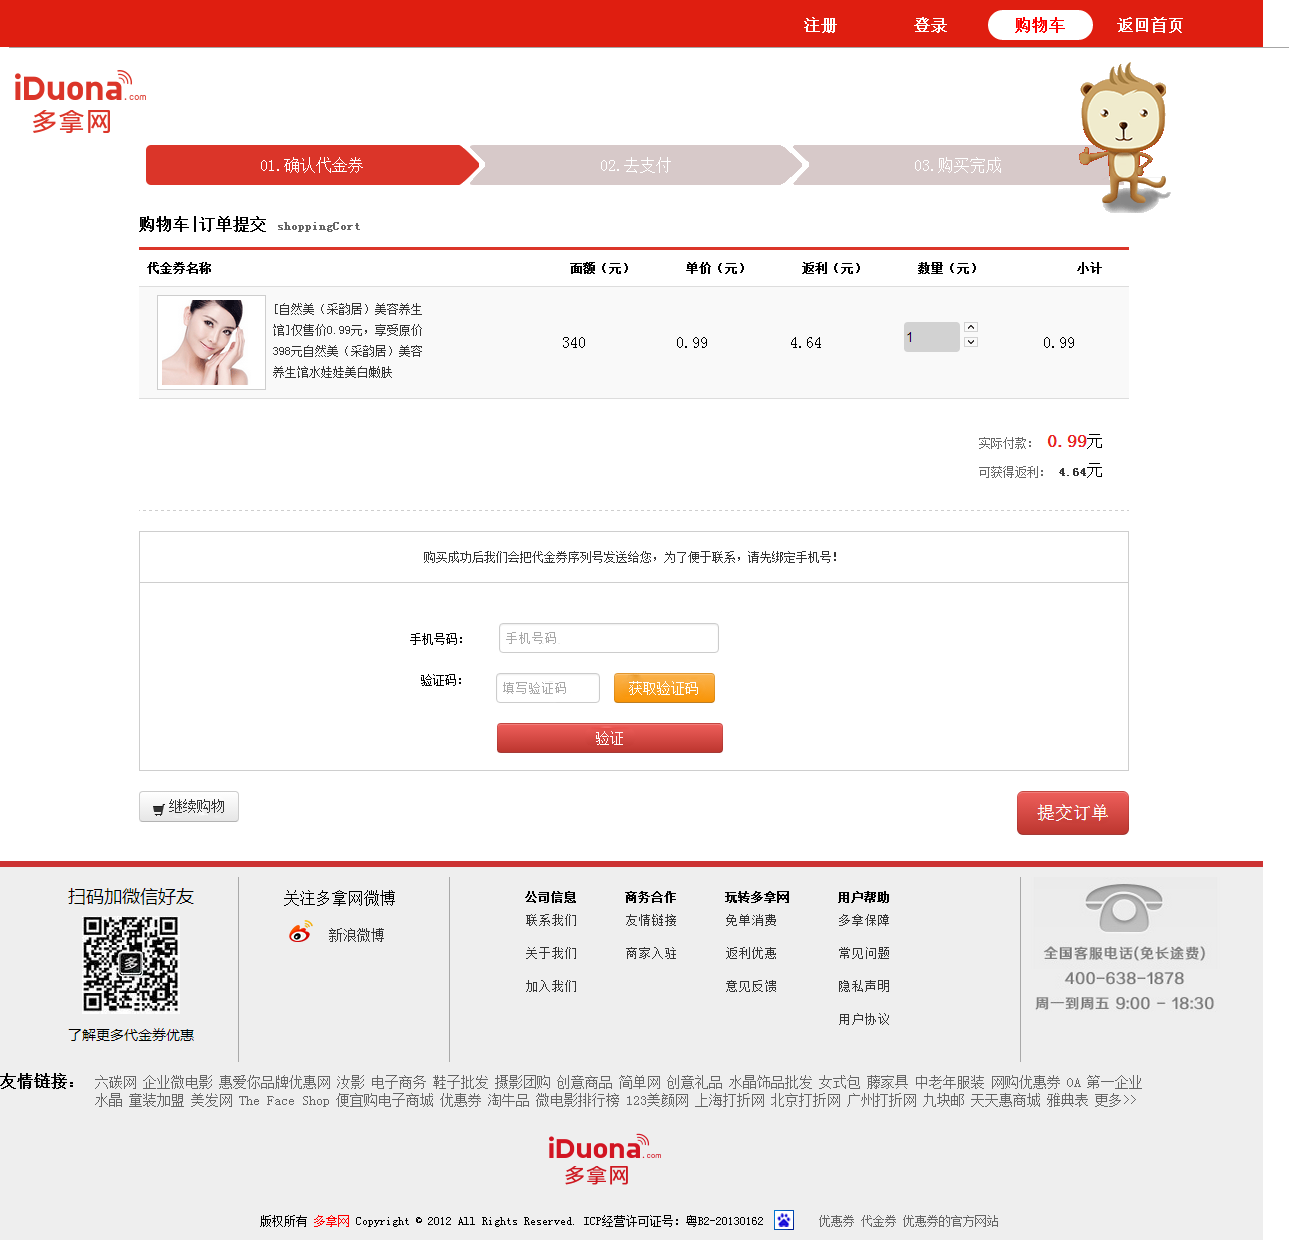 注册 登录 购物车 返回首页
iDuona.com
多拿网
01.确认代金券 02.去支付 03.购买完成
购物车|订单提交 shoppingCort
代金券名称 面额（元） 单价（元） 返利（元） 数量（元） 小计
[自然美（采韵居）美容养生
馆]仅售价0.99元，享受原价
398元自然美（采韵居）美容
养生馆水娃娃美白嫩肤
340 0.99 4.64 1 0.99
实际付款： 0.99元
可获得返利： 4.64元
购买成功后我们会把代金券序列号发送给您，为了便于联系，请先绑定手机号！
手机号码： 手机号码
验证码： 填写验证码 获取验证码
验证
继续购物 提交订单
扫码加微信好友
多
了解更多代金券优惠
关注多拿网微博
新浪微博
公司信息 商务合作 玩转多拿网 用户帮助
联系我们 友情链接 免单消费 多拿保障
关于我们 商家入驻 返利优惠 常见问题
加入我们 意见反馈 隐私声明
用户协议
全国客服电话(免长途费)
400-638-1878
周一到周五 9:00 - 18:30
友情链接： 六碳网 企业微电影 惠爱你品牌优惠网 汝影 电子商务 鞋子批发 摄影团购 创意商品 简单网 创意礼品 水晶饰品批发 女式包 藤家具 中老年服装 网购优惠券 OA 第一企业
水晶 童装加盟 美发网 The Face Shop 便宜购电子商城 优惠券 淘牛品 微电影排行榜 123美颜网 上海打折网 北京打折网 广州打折网 九块邮 天天惠商城 雅典表 更多>>
iDuona.com
多拿网
版权所有 多拿网 Copyright © 2012 All Rights Reserved. ICP经营许可证号：粤B2-20130162 优惠券 代金券 优惠券的官方网站